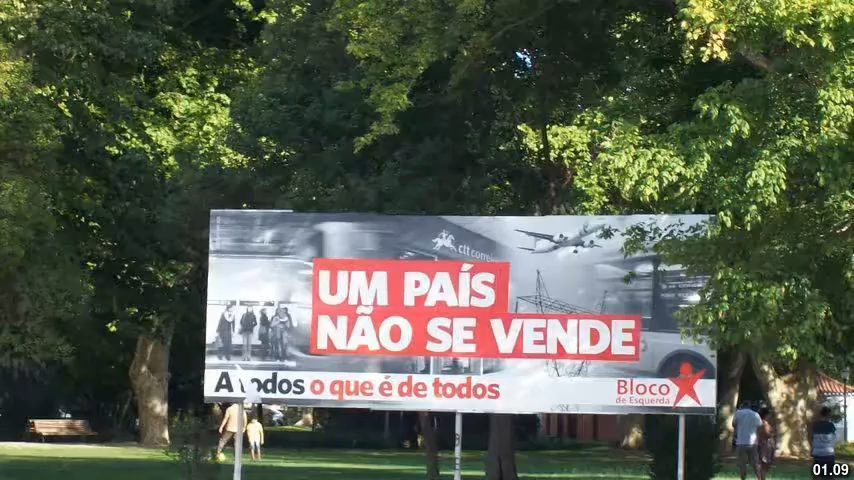 ctt correios
UM PAÍS
NÃO SE VENDE
A todos o que é de todos
Bloco
de Esquerda
01.09